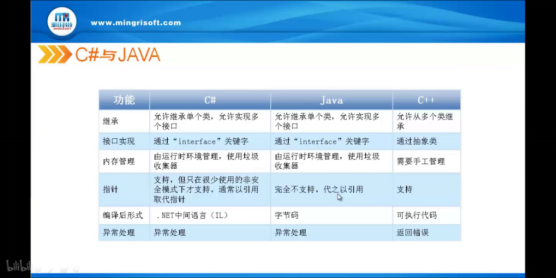 www.mingrisoft.com
C#与JAVA
功能 C# Java C++
继承 允许继承单个类，允许实现多个接口 允许继承单个类，允许实现多个接口 允许从多个类继承
接口实现 通过“interface”关键字 通过“interface”关键字 通过抽象类
内存管理 由运行时环境管理，使用垃圾收集器 由运行时环境管理，使用垃圾收集器 需要手工管理
指针 支持，但只在很少使用的非安全模式下才支持，通常以引用取代指针 完全不支持，代之以引用 支持
编译后形式 .NET中间语言（IL） 字节码 可执行代码
异常处理 异常处理 异常处理 返回错误
bilibili